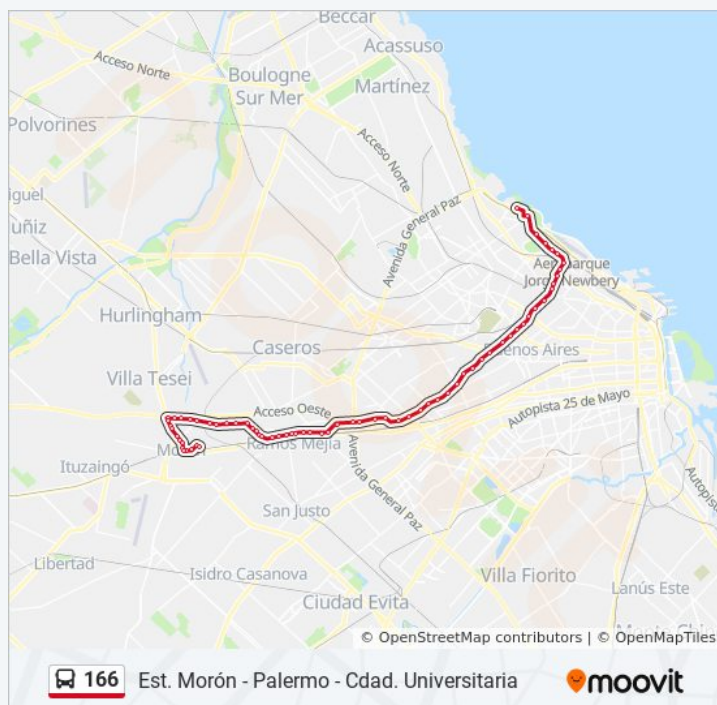 Beccar
Acceso Norte
Acassuso
Boulogne
Sur Mer
Martínez
Polvorines
Acceso Norte
Avenida General Paz
guel
uñiz
Bella Vista
Aeroparque
Jorge Newbery
Hurlingham
Caseros
Buenos Aires
Villa Tesei
Acceso Oeste
Autopista 25 de Mayo
Morón
Ramos Mejía
Ituzaingó
Avenida General Paz
Autopis
San Justo
Libertad
Isidro Casanova
Villa Fiorito
Lanús Este
Ciudad Evita
© OpenStreetMap contributors | © OpenMapTiles
166 Est. Morón - Palermo - Cdad. Universitaria moovit